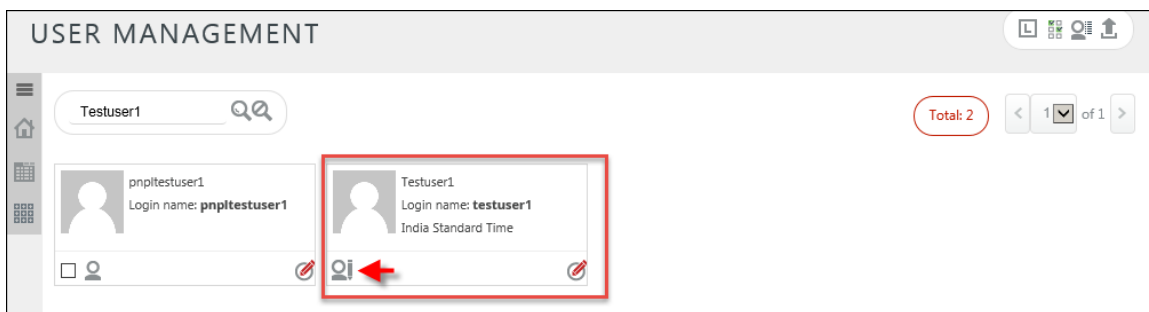 USER MANAGEMENT
L
Testuser1
Total: 2
< 1 of 1 >
pnpltestuser1
Login name: pnpltestuser1
Testuser1
Login name: testuser1
India Standard Time